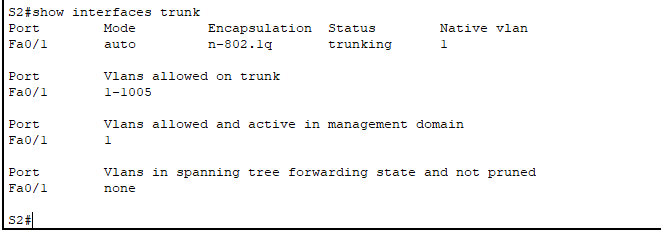 S2#show interfaces trunk
Port        Mode         Encapsulation  Status        Native vlan
Fa0/1       auto         n-802.1q       trunking      1
Port        Vlans allowed on trunk
Fa0/1       1-1005
Port        Vlans allowed and active in management domain
Fa0/1       1
Port        Vlans in spanning tree forwarding state and not pruned
Fa0/1       none
S2#